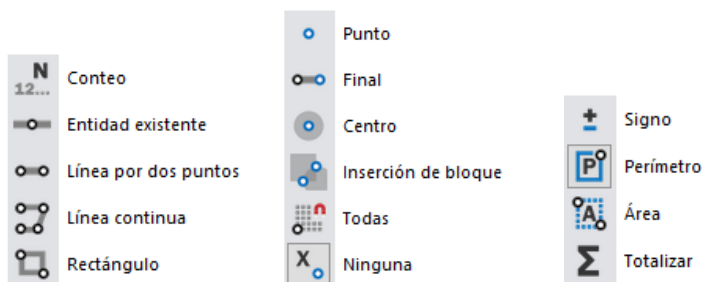 N
12...
Conteo
Entidad existente
Línea por dos puntos
Línea continua
Rectángulo
Punto
Final
Centro
Inserción de bloque
Todas
X
Ninguna
±
Signo
P
Perímetro
A
Área
Σ
Totalizar